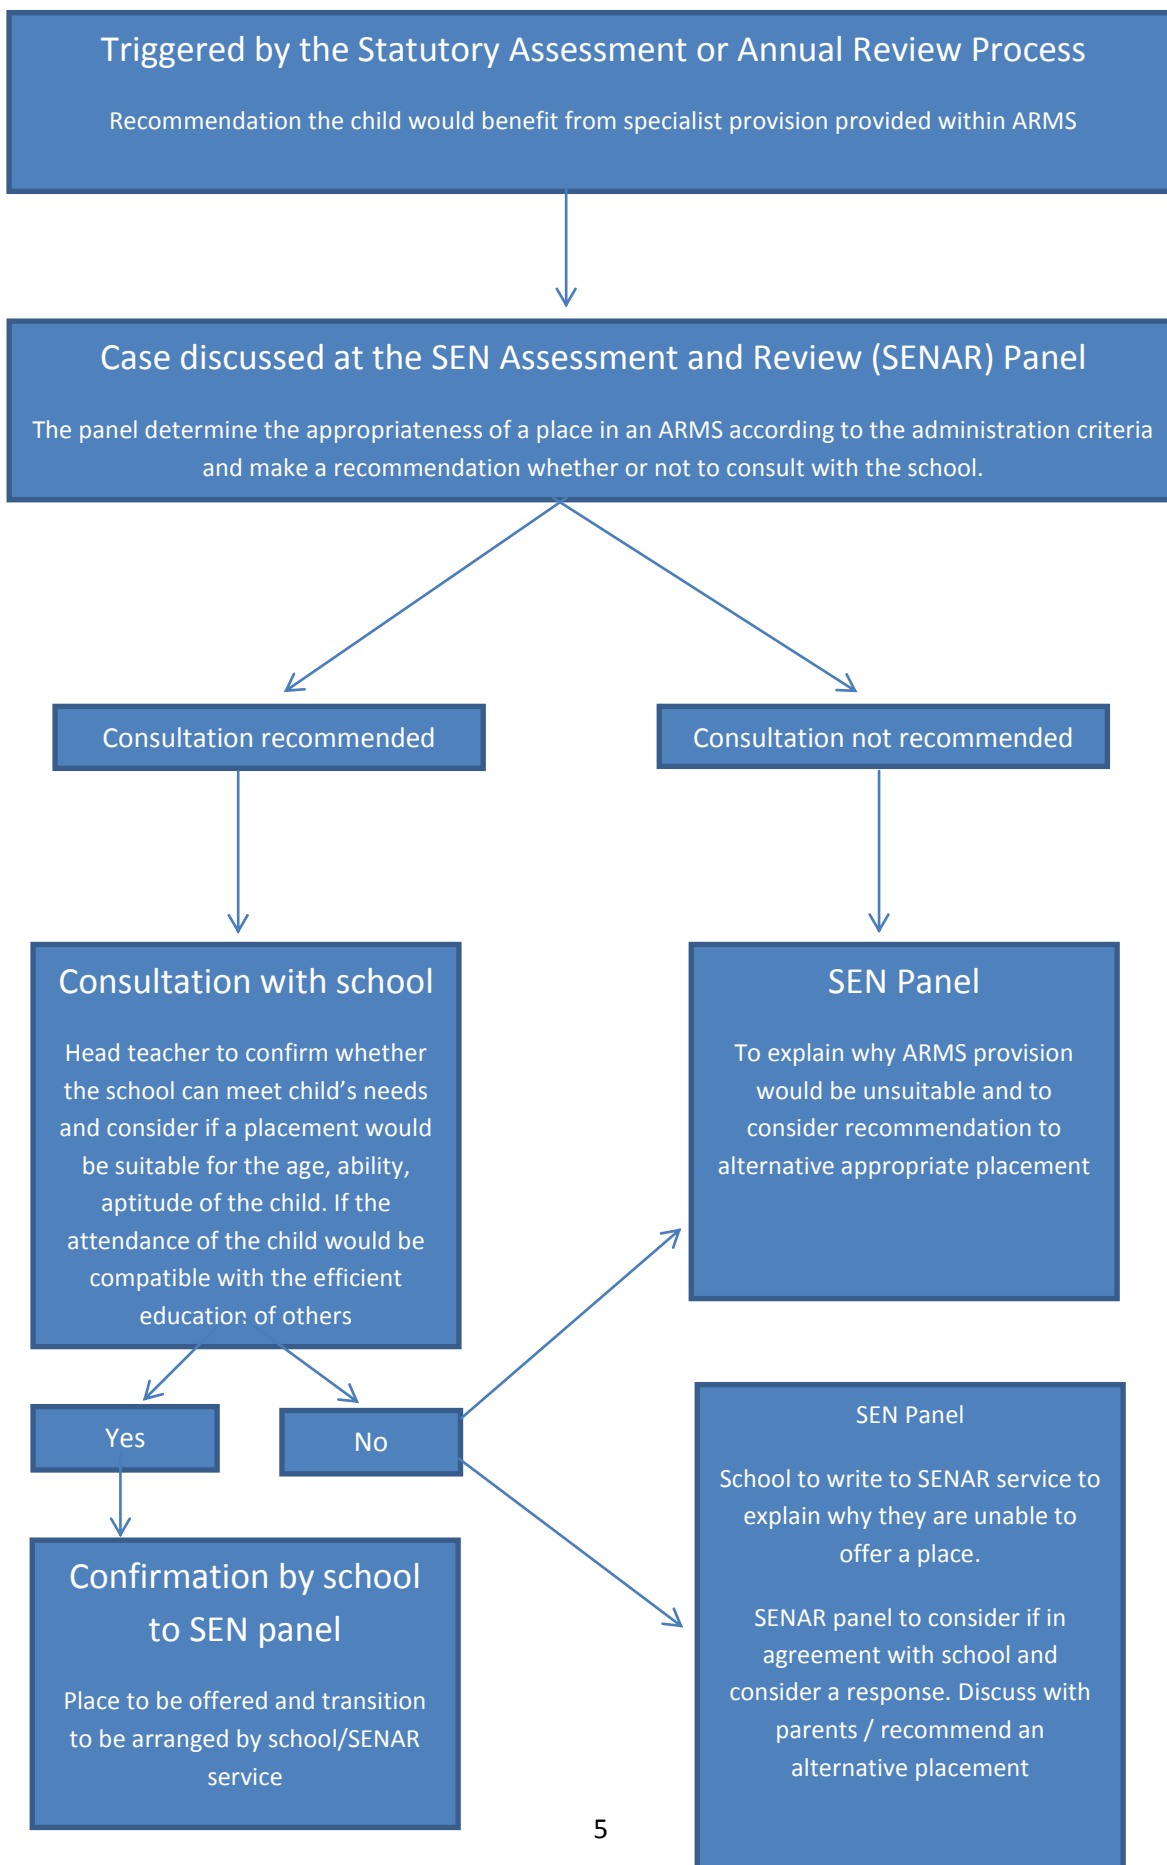 Triggered by the Statutory Assessment or Annual Review Process
Recommendation the child would benefit from specialist provision provided within ARMS
Case discussed at the SEN Assessment and Review (SENAR) Panel
The panel determine the appropriateness of a place in an ARMS according to the administration criteria
and make a recommendation whether or not to consult with the school.
Consultation recommended
Consultation not recommended
Consultation with school
Head teacher to confirm whether
the school can meet child’s needs
and consider if a placement would
be suitable for the age, ability,
aptitude of the child. If the
attendance of the child would be
compatible with the efficient
education of others
SEN Panel
To explain why ARMS provision
would be unsuitable and to
consider recommendation to
alternative appropriate placement
Yes
No
Confirmation by school
to SEN panel
Place to be offered and transition
to be arranged by school/SENAR
service
SEN Panel
School to write to SENAR service to
explain why they are unable to
offer a place.
SENAR panel to consider if in
agreement with school and
consider a response. Discuss with
parents / recommend an
alternative placement
5